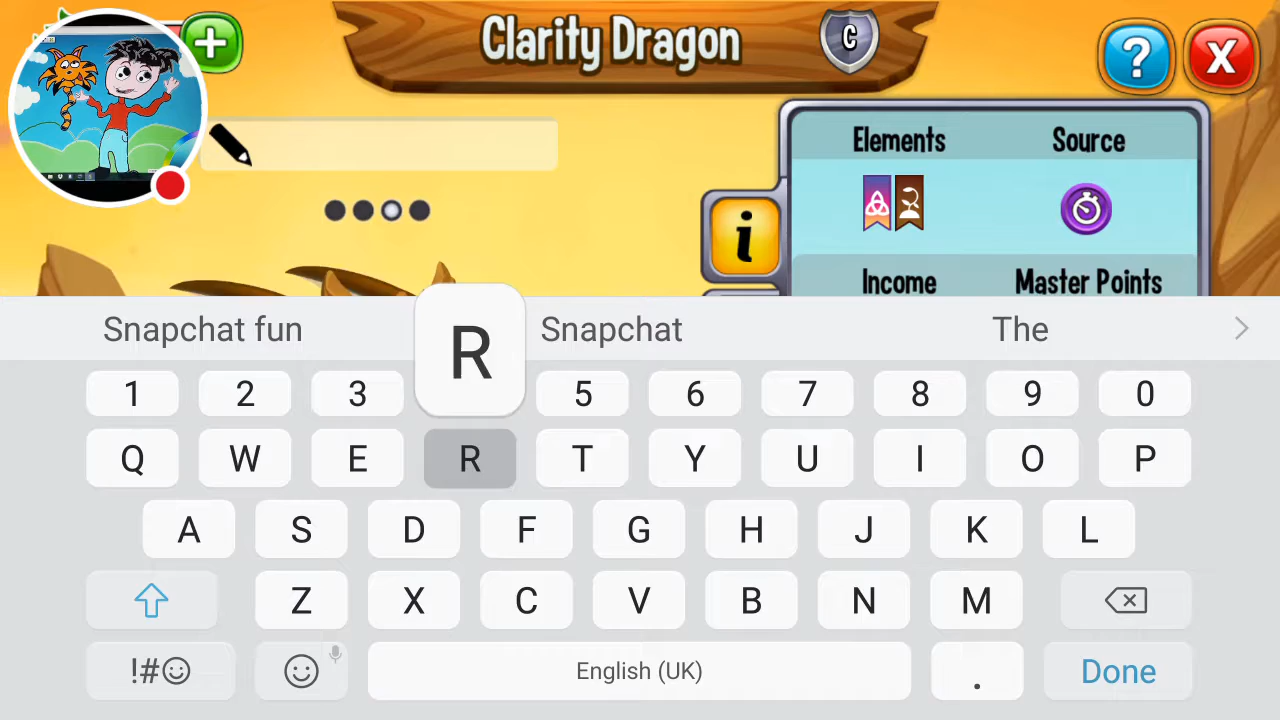 Clarity Dragon C
? X
Elements Source
i
Income Master Points
Snapchat fun Snapchat The
R
1 2 3 5 6 7 8 9 0
Q W E R T Y U I O P
A S D F G H J K L
Z X C V B N M
!#☺ English (UK) . Done